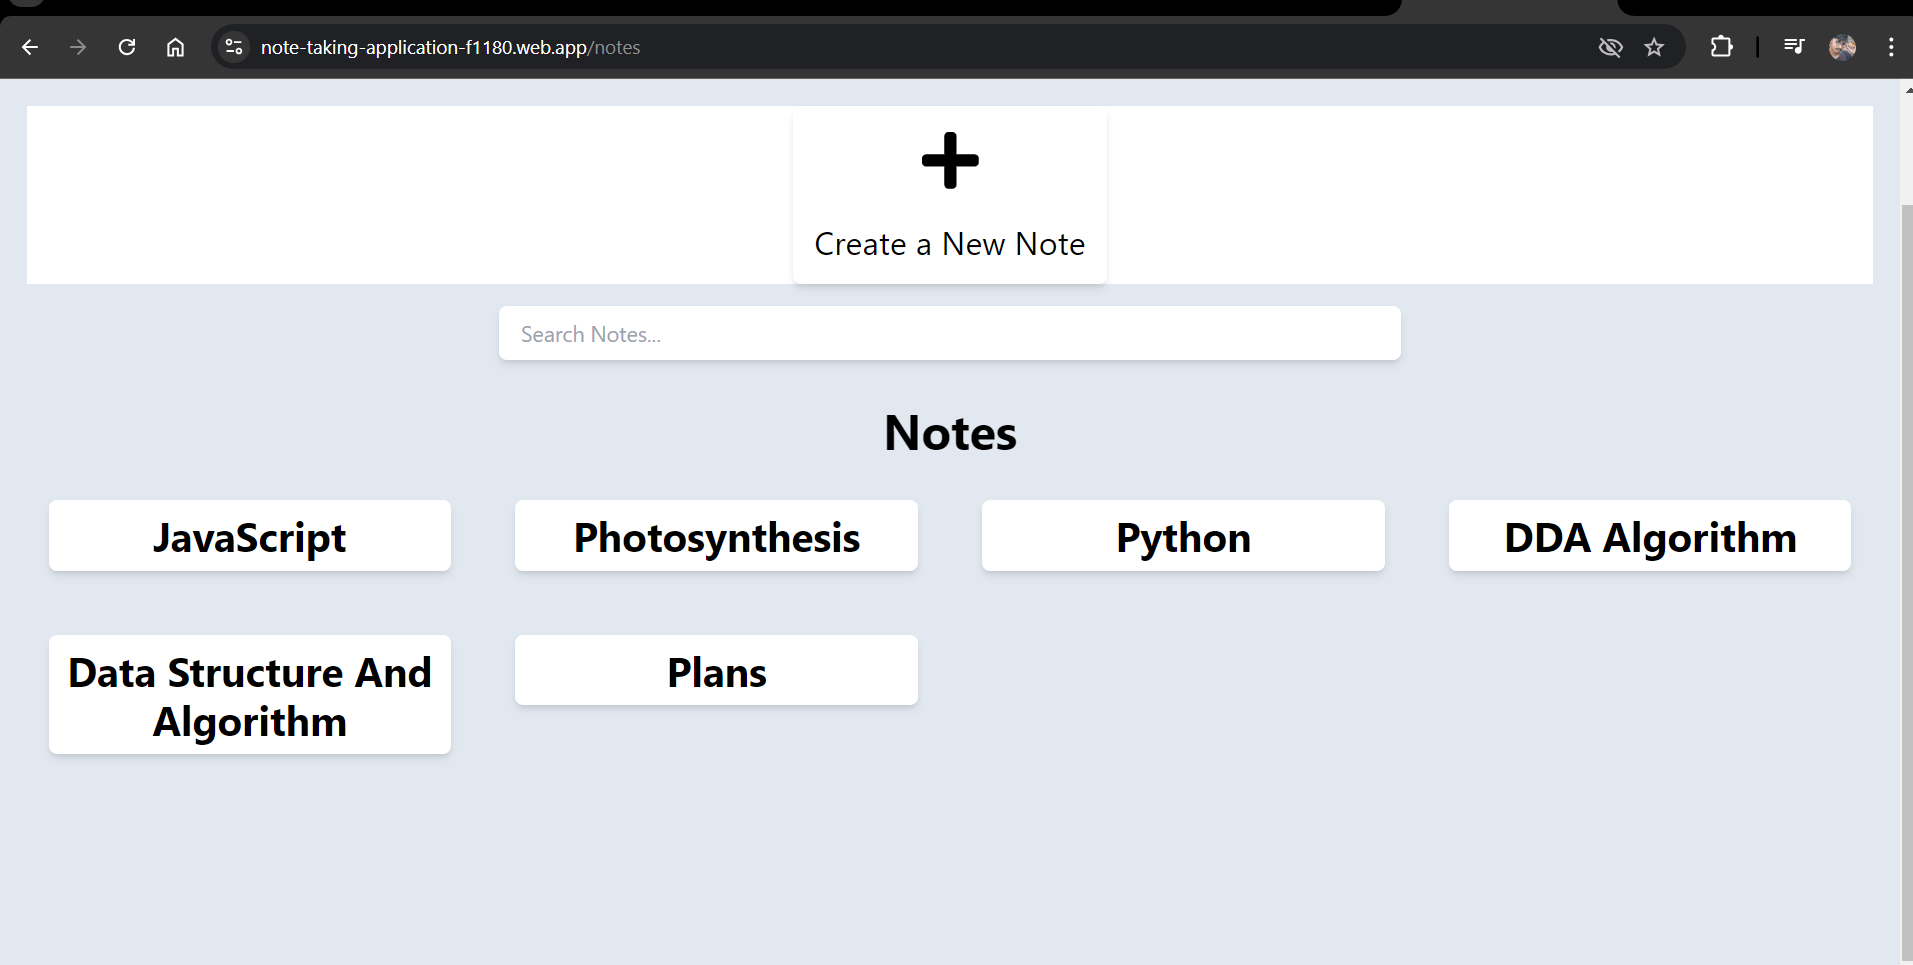 note-taking-application-f1180.web.app/notes
Create a New Note
Search Notes...
Notes
JavaScript
Photosynthesis
Python
DDA Algorithm
Data Structure And
Algorithm
Plans